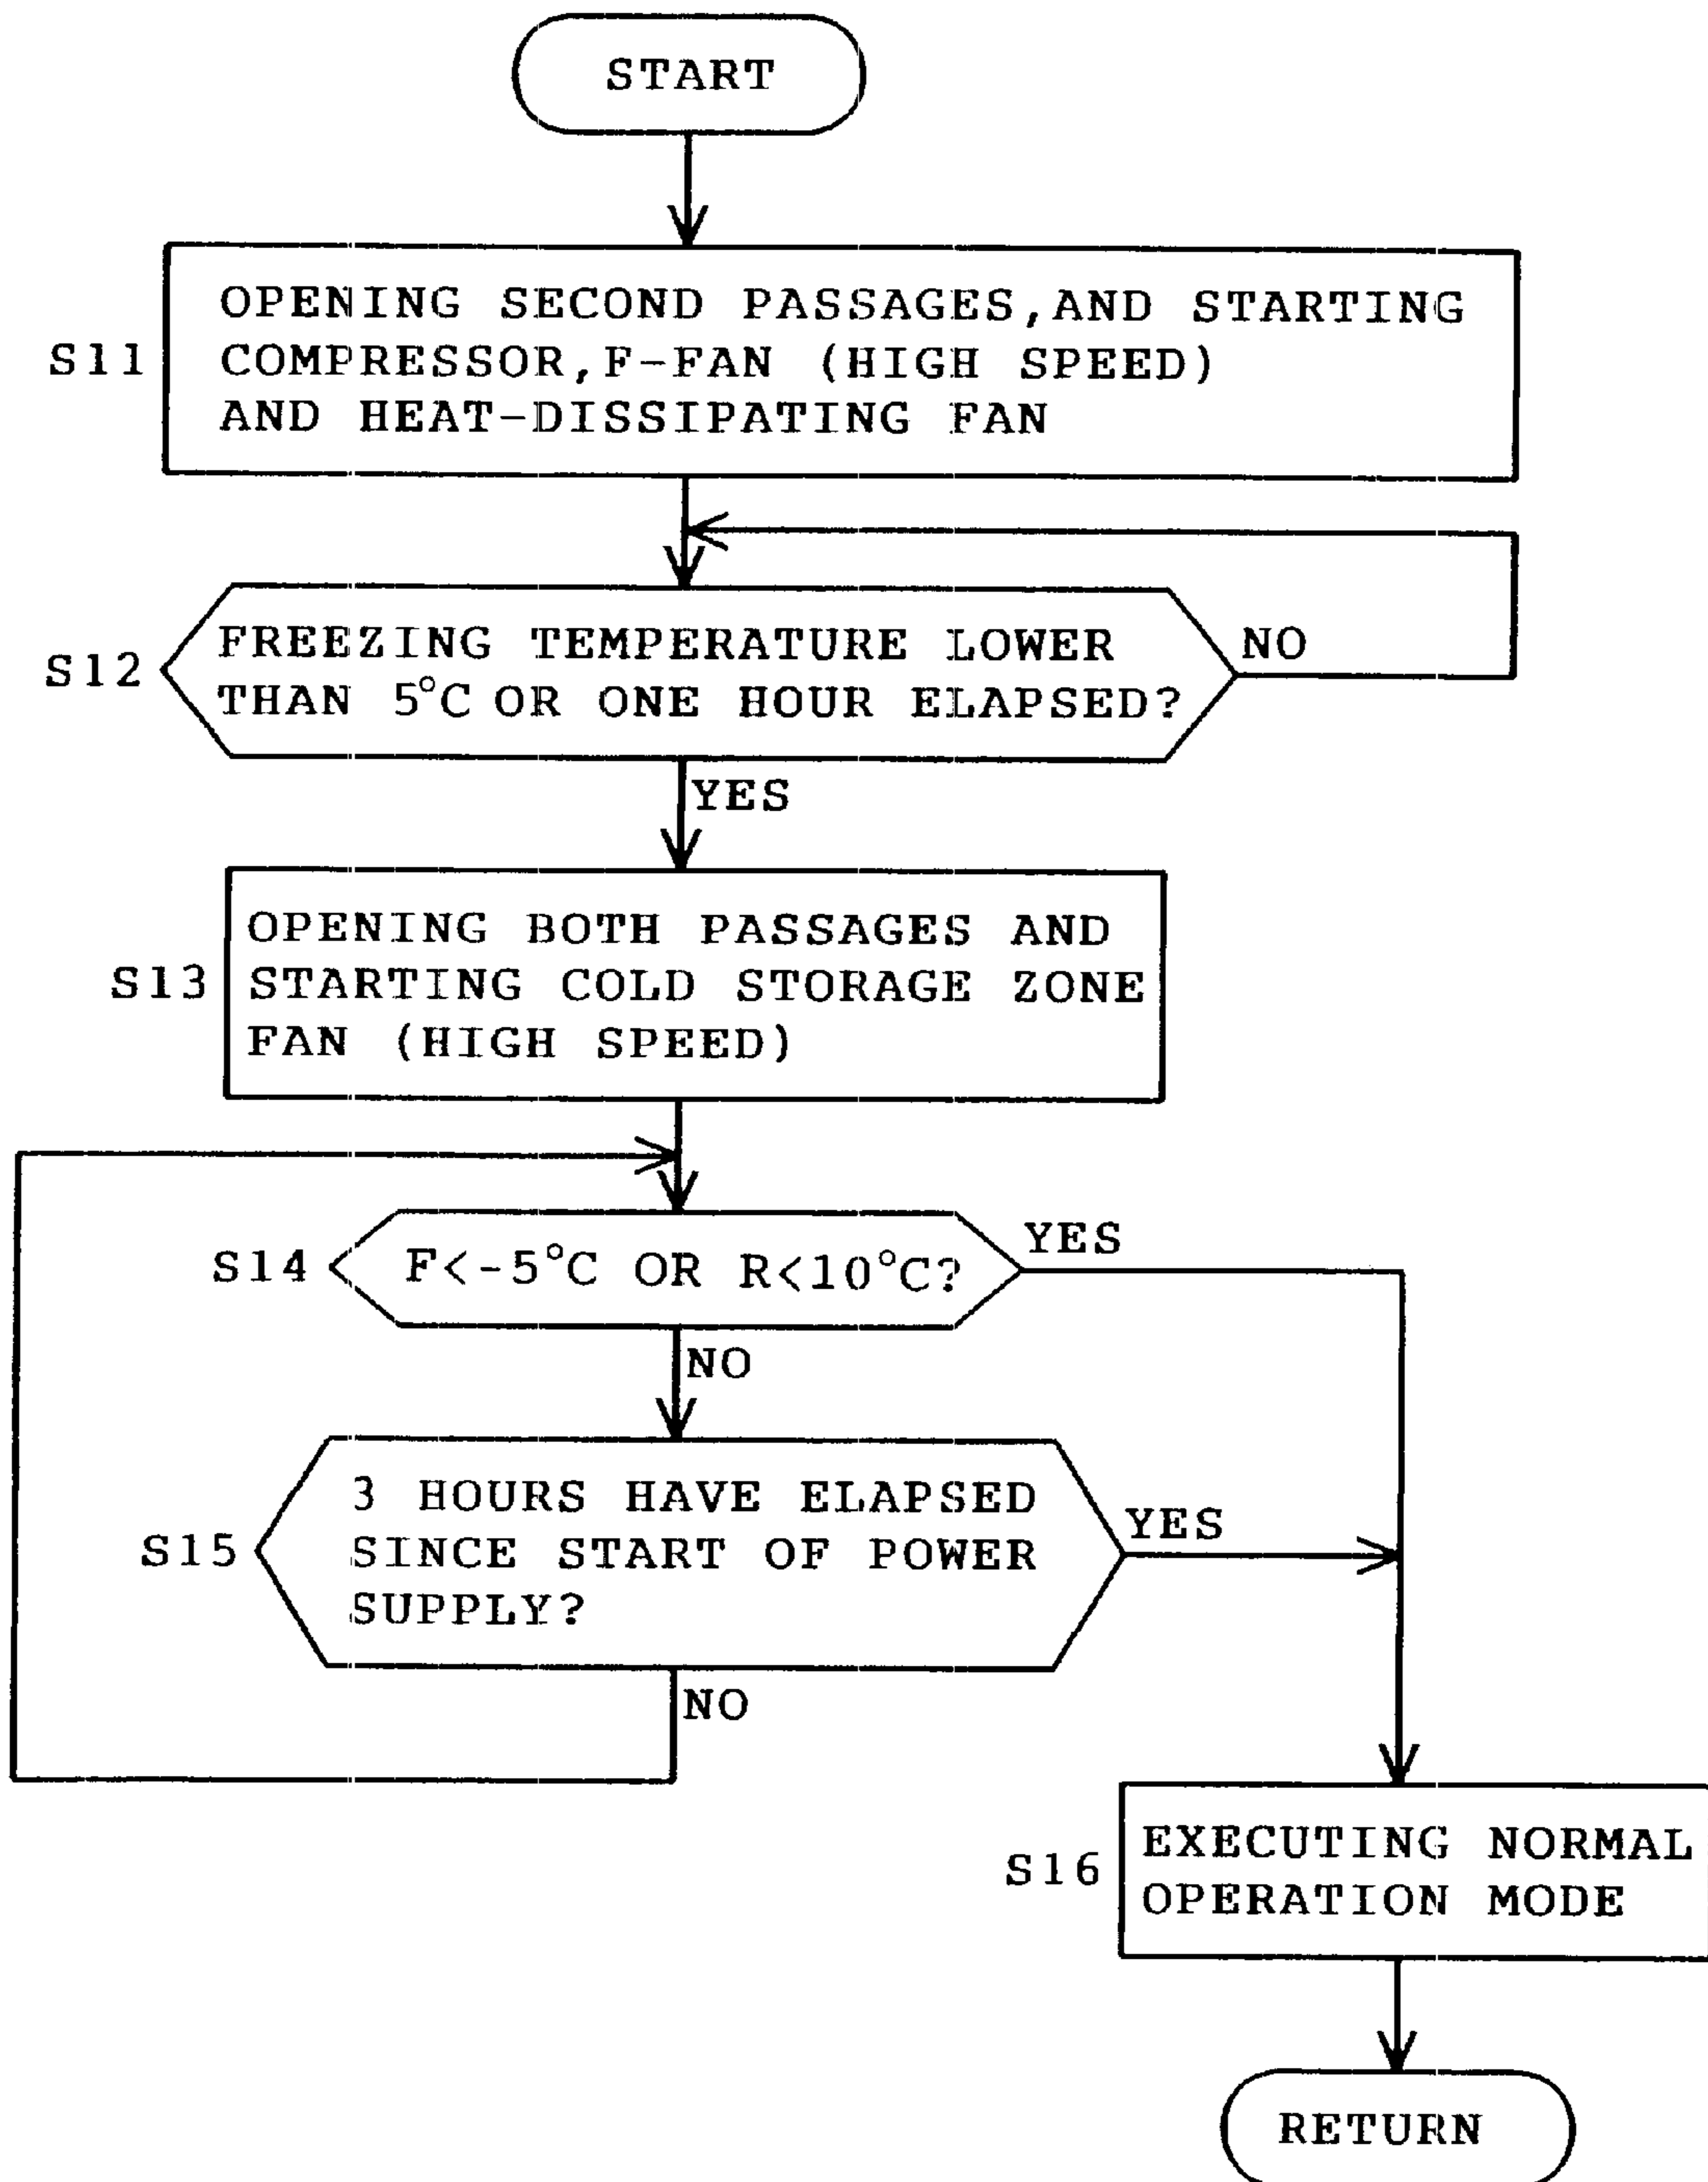 START
S11
OPENING SECOND PASSAGES,AND STARTING
COMPRESSOR,F-FAN (HIGH SPEED)
AND HEAT-DISSIPATING FAN
S12
FREEZING TEMPERATURE LOWER
THAN 5°C OR ONE HOUR ELAPSED?
NO
YES
S13
OPENING BOTH PASSAGES AND
STARTING COLD STORAGE ZONE
FAN (HIGH SPEED)
S14
F<-5°C OR R<10°C?
YES
NO
S15
3 HOURS HAVE ELAPSED
SINCE START OF POWER
SUPPLY?
YES
NO
S16
EXECUTING NORMAL
OPERATION MODE
RETURN